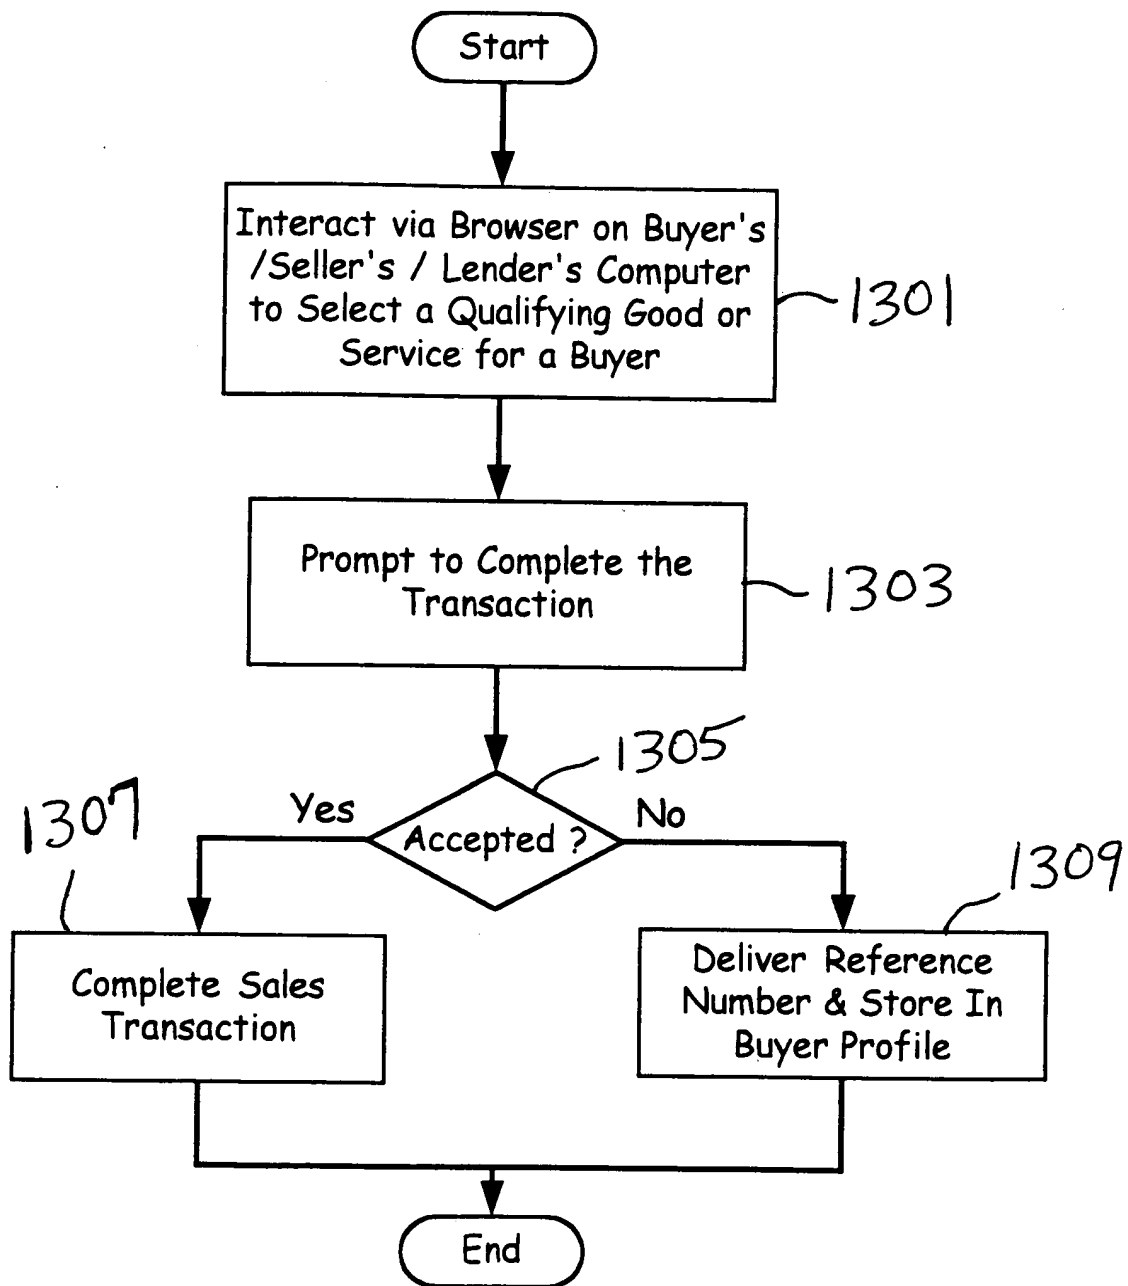 Start
Interact via Browser on Buyer's
/Seller's / Lender's Computer
to Select a Qualifying Good or
Service for a Buyer
1301
Prompt to Complete the
Transaction
1303
1305
Yes
Accepted ?
No
1307
1309
Complete Sales
Transaction
Deliver Reference
Number & Store In
Buyer Profile
End